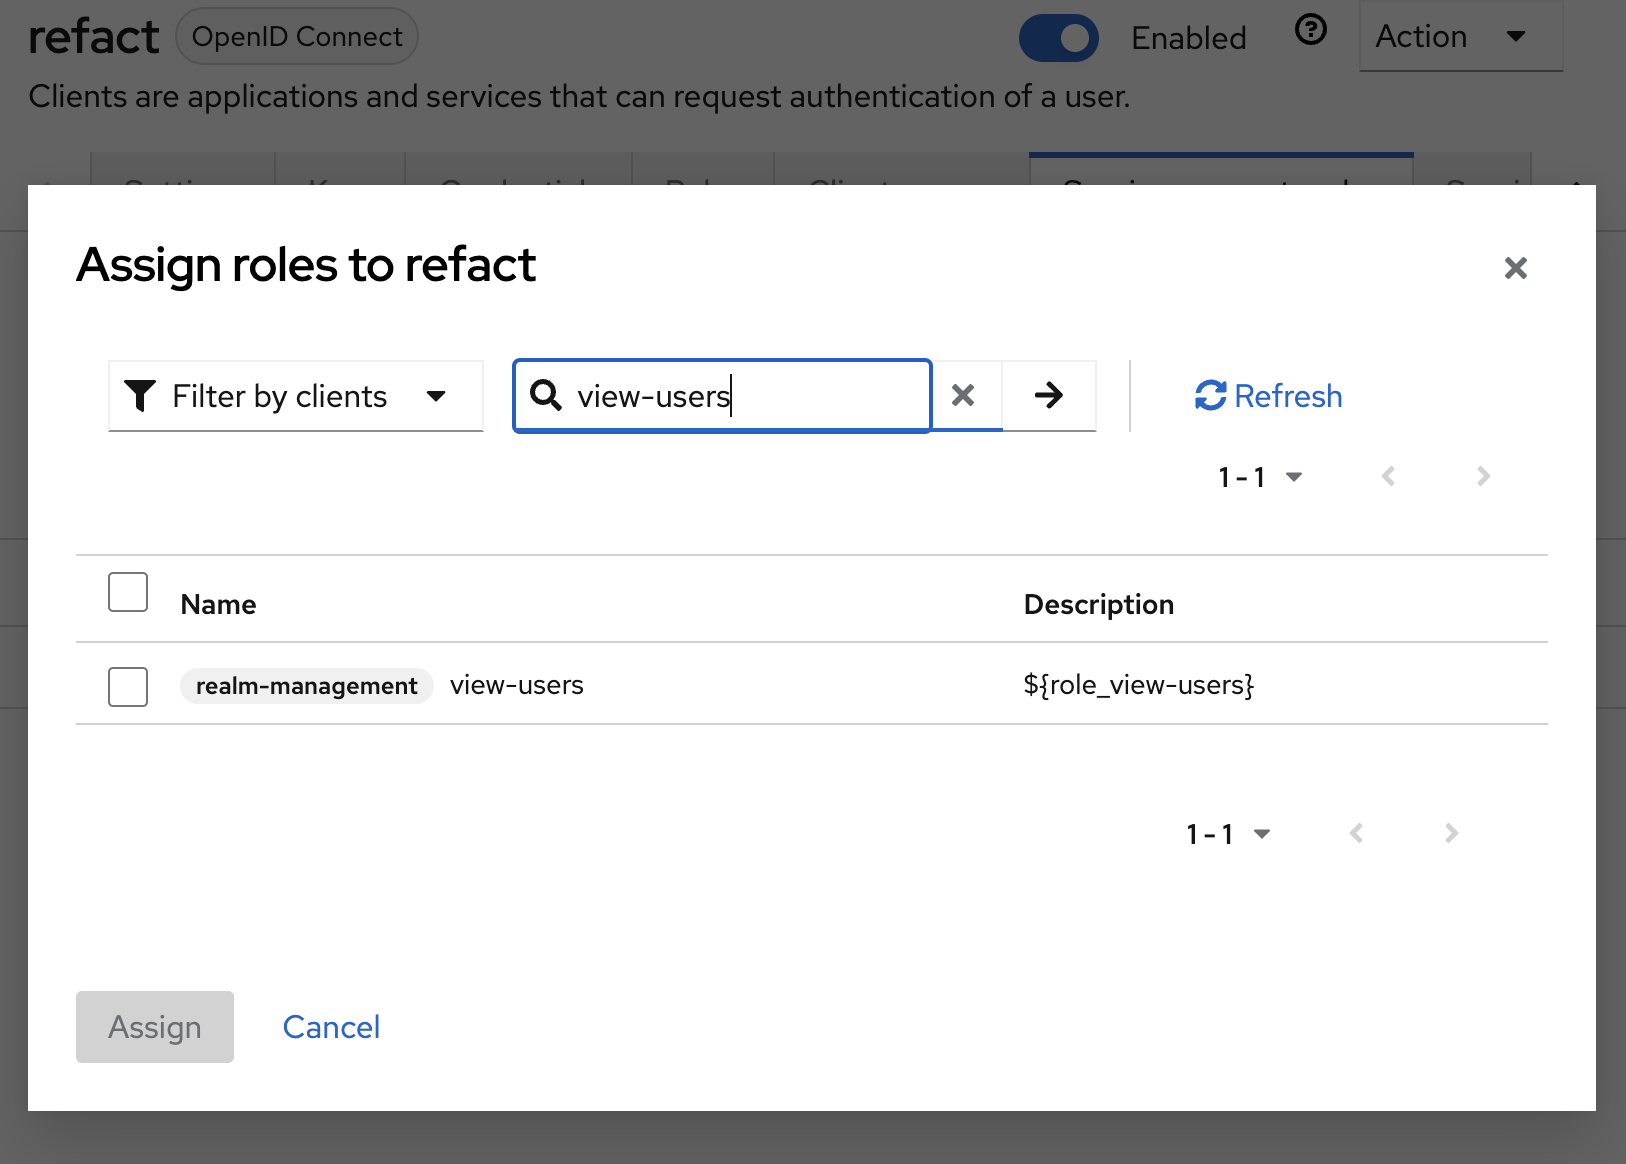 refact OpenID Connect Enabled Action
Clients are applications and services that can request authentication of a user.
Assign roles to refact
Filter by clients view-users Refresh
1 - 1
Name Description
realm-management view-users ${role_view-users}
1 - 1
Assign Cancel